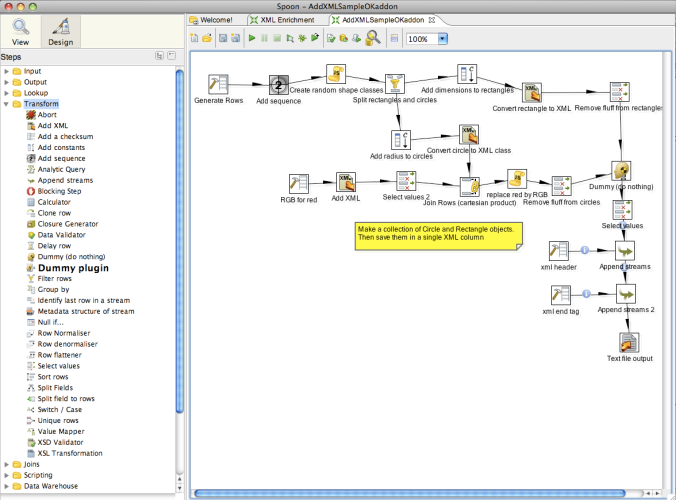 Spoon – AddXMLSampleOKaddon
View
Design
Welcome!
XML Enrichment
AddXMLSampleOKaddon
100%
Steps
Input
Output
Lookup
Transform
Abort
Add XML
Add a checksum
Add constants
Add sequence
Analytic Query
Append streams
Blocking Step
Calculator
Clone row
Closure Generator
Data Validator
Delay row
Dummy (do nothing)
Dummy plugin
Filter rows
Group by
Identify last row in a stream
Metadata structure of stream
Null if...
Row Normaliser
Row denormaliser
Row flattener
Select values
Sort rows
Split Fields
Split field to rows
Switch / Case
Unique rows
Value Mapper
XSD Validator
XSL Transformation
Joins
Scripting
Data Warehouse
Generate Rows
Add sequence
Create random shape classes
Split rectangles and circles
Add dimensions to rectangles
Convert rectangle to XML
Remove fluff from rectangles
Add radius to circles
Convert circle to XML class
RGB for red
Add XML
Select values 2
Join Rows (cartesian product)
replace red by RGB
Remove fluff from circles
Dummy (do nothing)
Make a collection of Circle and Rectangle objects.
Then save them in a single XML column
Select values
xml header
Append streams
xml end tag
Append streams 2
Text file output